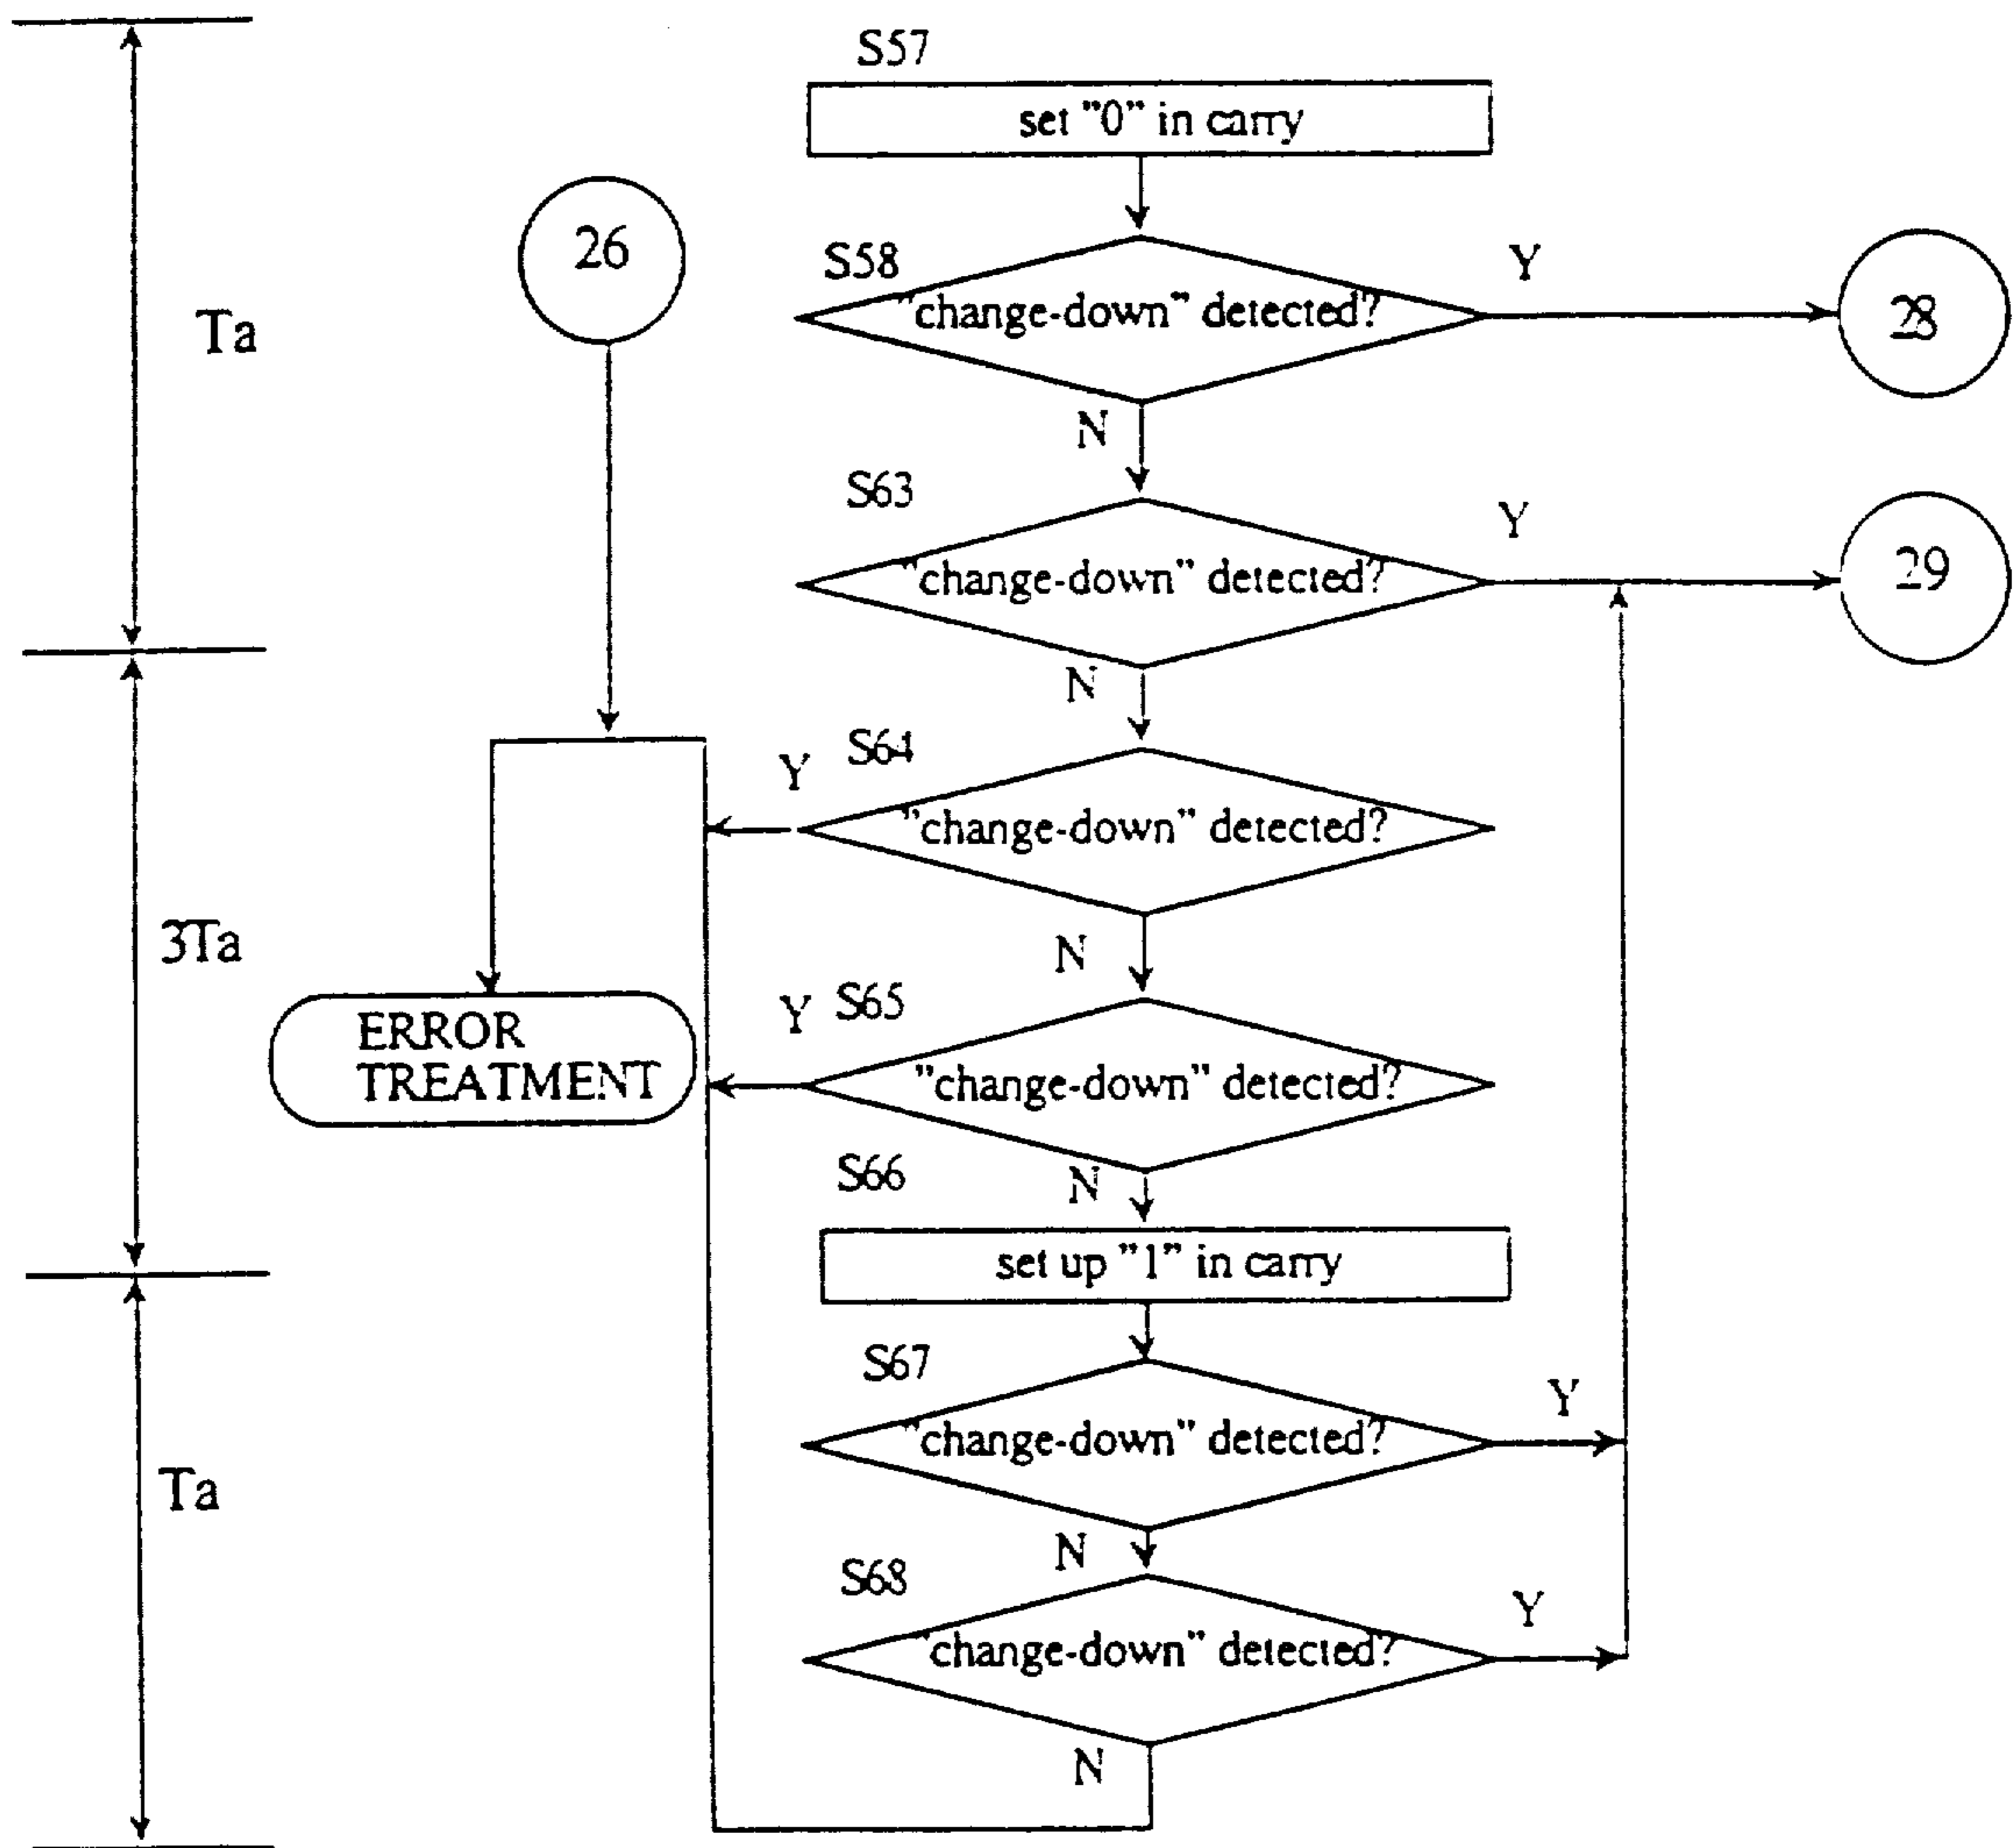 S57
set "0" in carry
26
S58
Y
"change-down" detected?
28
Ta
N
S63
Y
"change-down" detected?
29
N
S64
Y
"change-down" detected?
3Ta
N
S65
Y
ERROR
TREATMENT
"change-down" detected?
S66
N
set up "1" in carry
S67
Y
"change-down" detected?
Ta
N
S68
Y
"change-down" detected?
N